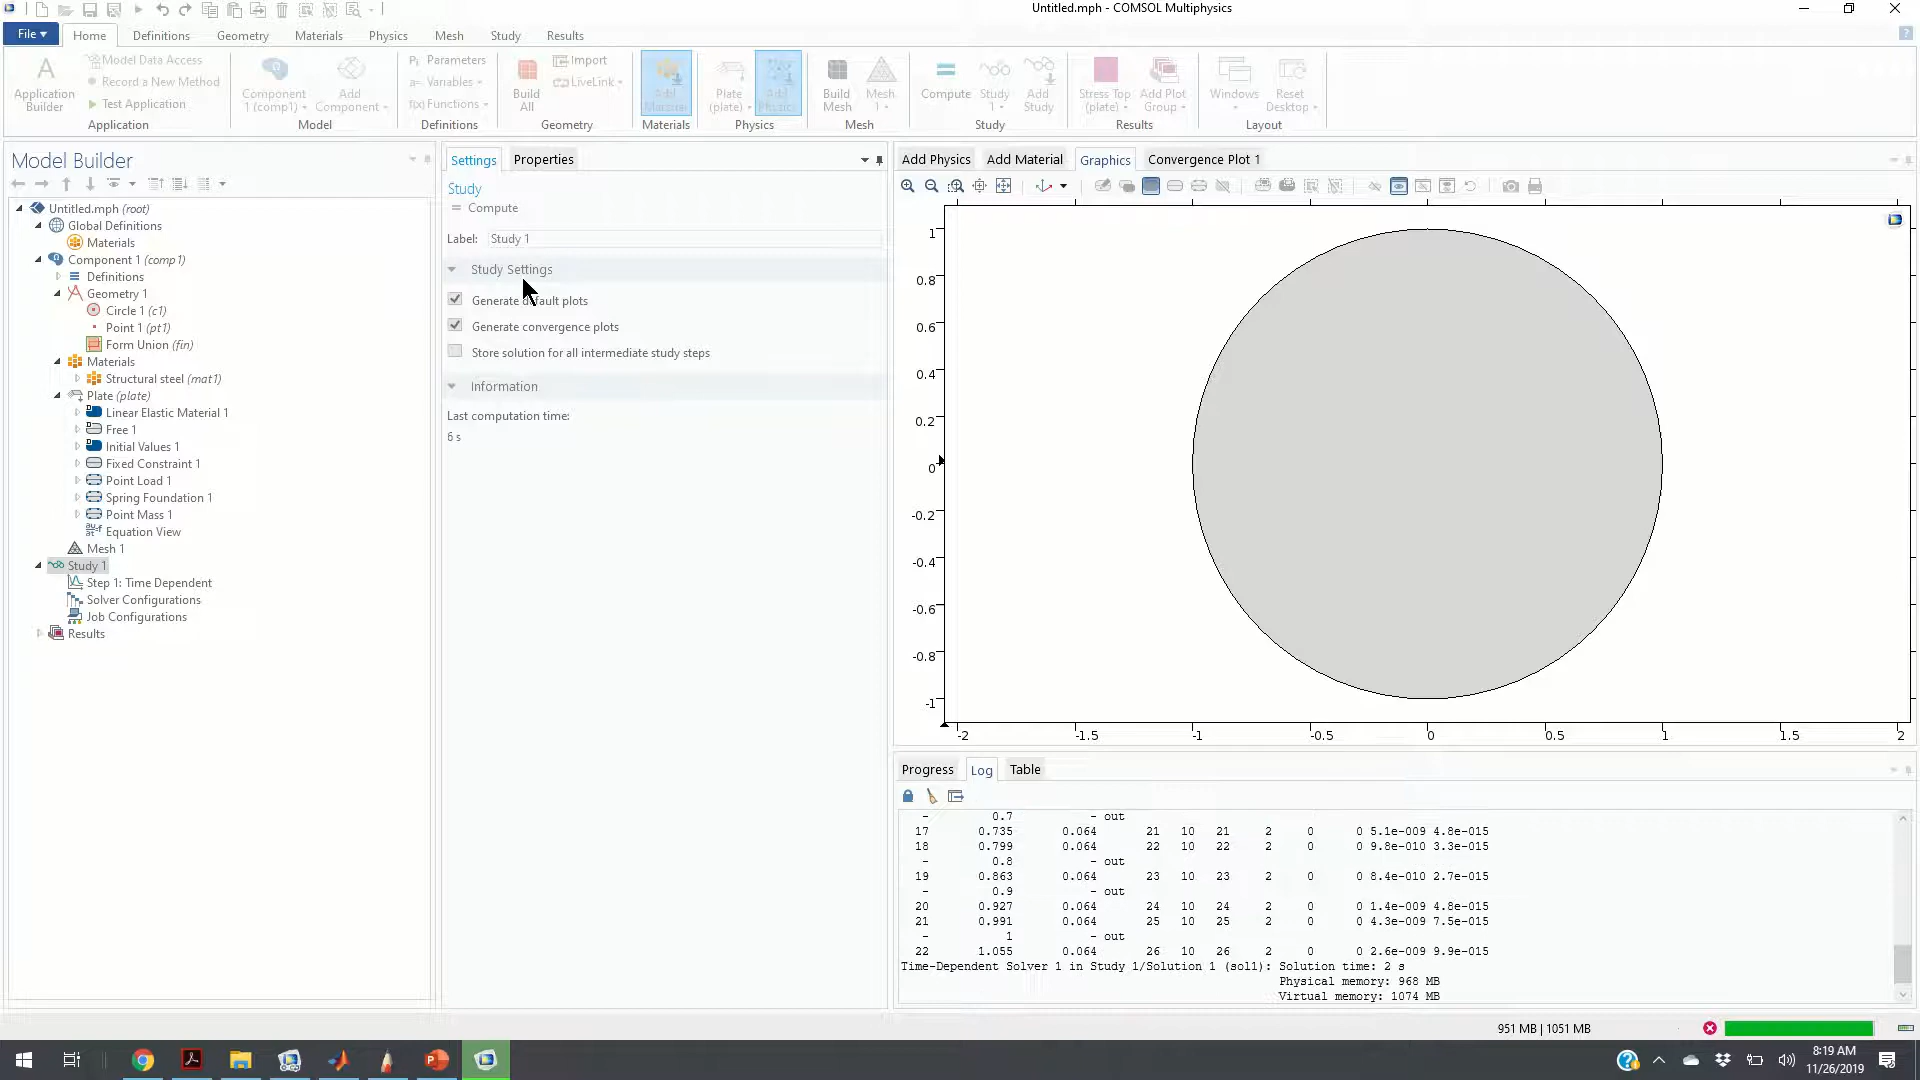 Untitled.mph - COMSOL Multiphysics
File
Home
Definitions
Geometry
Materials
Physics
Mesh
Study
Results
Application Builder
Model Data Access
Record a New Method
Test Application
Application
Component 1 (comp1)
Add Component
Model
Parameters
Variables
Functions
Definitions
Build All
Import
LiveLink
Geometry
Add Material
Materials
Plate (plate)
Add Physics
Physics
Build Mesh
Mesh 1
Mesh
Compute
Study 1
Add Study
Study
Stress Top (plate)
Add Plot Group
Results
Windows
Reset Desktop
Layout
Model Builder
Untitled.mph (root)
Global Definitions
Materials
Component 1 (comp1)
Definitions
Geometry 1
Circle 1 (c1)
Point 1 (pt1)
Form Union (fin)
Materials
Structural steel (mat1)
Plate (plate)
Linear Elastic Material 1
Free 1
Initial Values 1
Fixed Constraint 1
Point Load 1
Spring Foundation 1
Point Mass 1
Equation View
Mesh 1
Study 1
Step 1: Time Dependent
Solver Configurations
Job Configurations
Results
Settings
Properties
Study
= Compute
Label: Study 1
Study Settings
Generate default plots
Generate convergence plots
Store solution for all intermediate study steps
Information
Last computation time:
6 s
Add Physics
Add Material
Graphics
Convergence Plot 1
1
0.8
0.6
0.4
0.2
0
-0.2
-0.4
-0.6
-0.8
-1
-2 -1.5 -1 -0.5 0 0.5 1 1.5 2
Progress
Log
Table
- 0.7 - out
17 0.735 0.064 21 10 21 2 0 0 5.1e-009 4.8e-015
18 0.799 0.064 22 10 22 2 0 0 9.8e-010 3.3e-015
- 0.8 - out
19 0.863 0.064 23 10 23 2 0 0 8.4e-010 2.7e-015
- 0.9 - out
20 0.927 0.064 24 10 24 2 0 0 1.4e-009 4.8e-015
21 0.991 0.064 25 10 25 2 0 0 4.3e-009 7.5e-015
- 1 - out
22 1.055 0.064 26 10 26 2 0 0 2.6e-009 9.9e-015
Time-Dependent Solver 1 in Study 1/Solution 1 (sol1): Solution time: 2 s
Physical memory: 968 MB
Virtual memory: 1074 MB
951 MB | 1051 MB
8:19 AM
11/26/2019